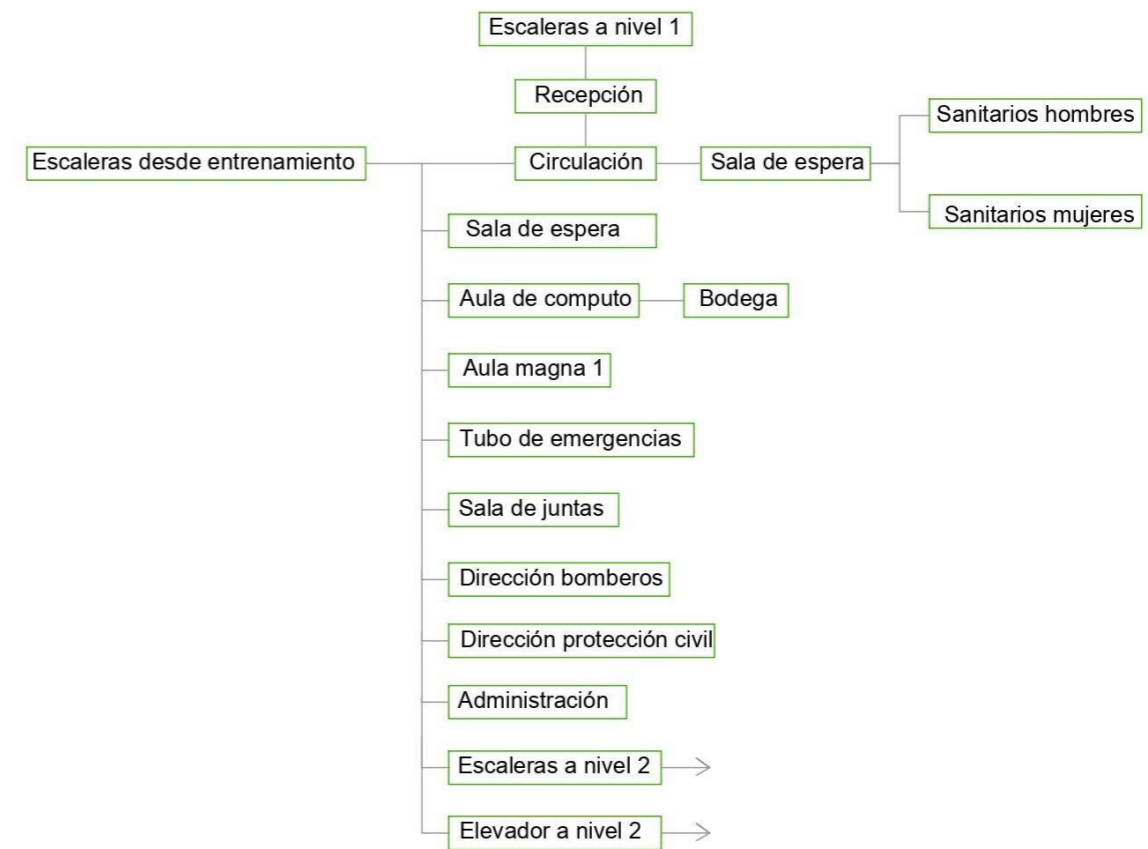 Escaleras a nivel 1
Recepción
Sanitarios hombres
Escaleras desde entrenamiento
Circulación
Sala de espera
Sanitarios mujeres
Sala de espera
Aula de computo
Bodega
Aula magna 1
Tubo de emergencias
Sala de juntas
Dirección bomberos
Dirección protección civil
Administración
Escaleras a nivel 2
Elevador a nivel 2